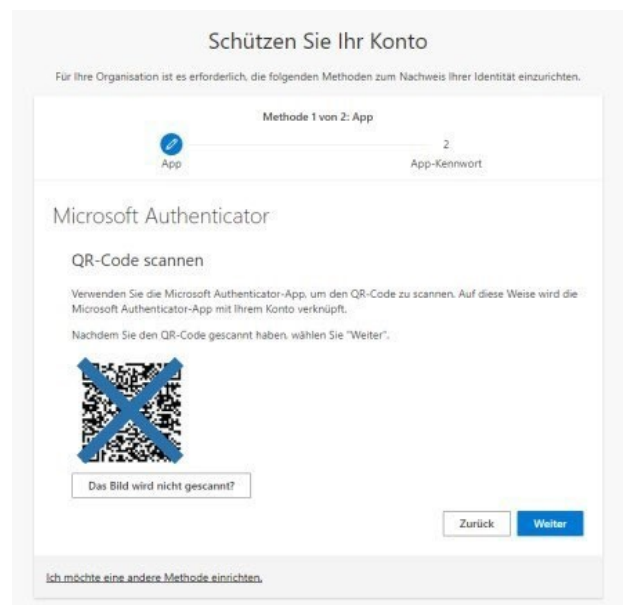 Schützen Sie Ihr Konto
Für Ihre Organisation ist es erforderlich, die folgenden Methoden zum Nachweis Ihrer Identität einzurichten.
Methode 1 von 2: App
2
App
App-Kennwort
Microsoft Authenticator
QR-Code scannen
Verwenden Sie die Microsoft Authenticator-App, um den QR-Code zu scannen. Auf diese Weise wird die
Microsoft Authenticator-App mit Ihrem Konto verknüpft.
Nachdem Sie den QR-Code gescannt haben, wählen Sie "Weiter".
Das Bild wird nicht gescannt?
Zurück
Weiter
Ich möchte eine andere Methode einrichten.